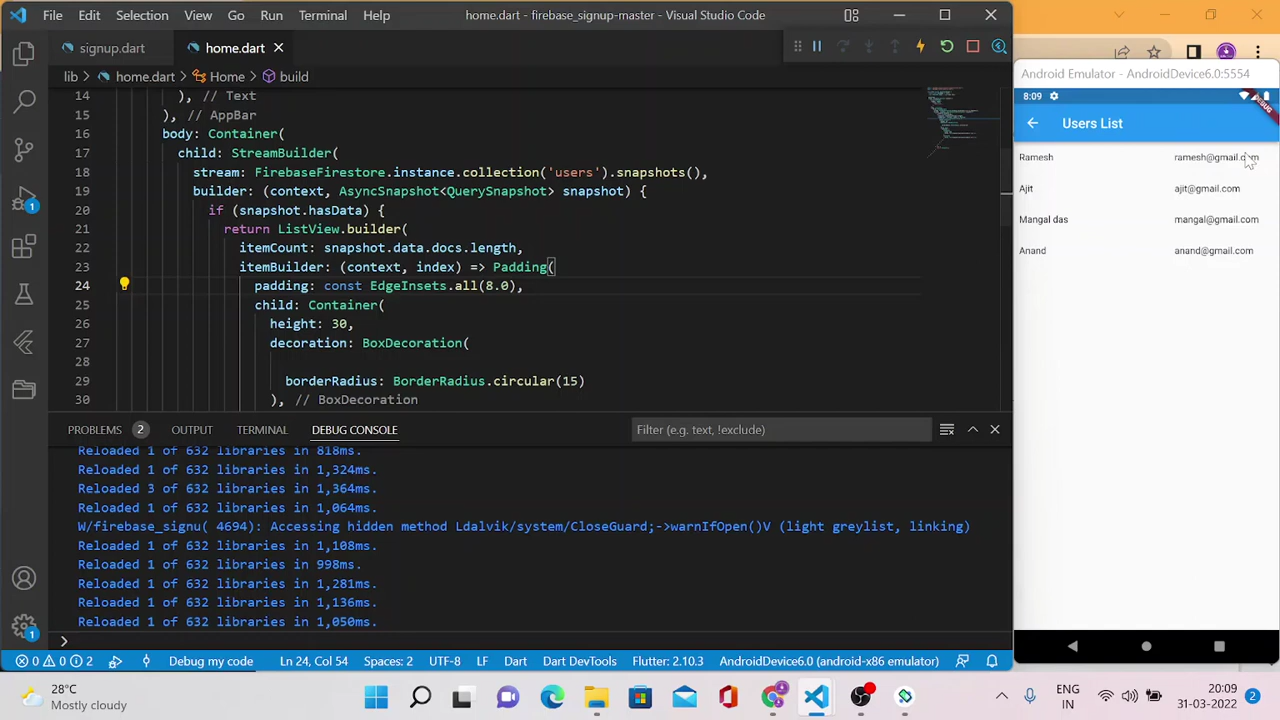 File Edit Selection View Go Run Terminal Help home.dart - firebase_signup-master - Visual Studio Code
signup.dart home.dart
lib > home.dart > Home > build
14 ), // Text
15 ), // AppBar
16 body: Container(
17 child: StreamBuilder(
18 stream: FirebaseFirestore.instance.collection('users').snapshots(),
19 builder: (context, AsyncSnapshot<QuerySnapshot> snapshot) {
20 if (snapshot.hasData) {
21 return ListView.builder(
22 itemCount: snapshot.data.docs.length,
23 itemBuilder: (context, index) => Padding(
24 padding: const EdgeInsets.all(8.0),
25 child: Container(
26 height: 30,
27 decoration: BoxDecoration(
28
29 borderRadius: BorderRadius.circular(15)
30 ), // BoxDecoration
PROBLEMS 2 OUTPUT TERMINAL DEBUG CONSOLE Filter (e.g. text, !exclude)
Reloaded 1 of 632 libraries in 818ms.
Reloaded 1 of 632 libraries in 1,324ms.
Reloaded 3 of 632 libraries in 1,364ms.
Reloaded 1 of 632 libraries in 1,064ms.
W/firebase_signu( 4694): Accessing hidden method Ldalvik/system/CloseGuard;->warnIfOpen()V (light greylist, linking)
Reloaded 1 of 632 libraries in 1,108ms.
Reloaded 1 of 632 libraries in 998ms.
Reloaded 1 of 632 libraries in 1,281ms.
Reloaded 1 of 632 libraries in 1,136ms.
Reloaded 1 of 632 libraries in 1,050ms.
>
1
1
0 0 2 Debug my code Ln 24, Col 54 Spaces: 2 UTF-8 LF Dart Dart DevTools Flutter: 2.10.3 AndroidDevice6.0 (android-x86 emulator)
Android Emulator - AndroidDevice6.0:5554
8:09
DEBUG
Users List
Ramesh ramesh@gmail.com
Ajit ajit@gmail.com
Mangal das mangal@gmail.com
Anand anand@gmail.com
28°C
Mostly cloudy
ENG
IN
20:09
31-03-2022
2